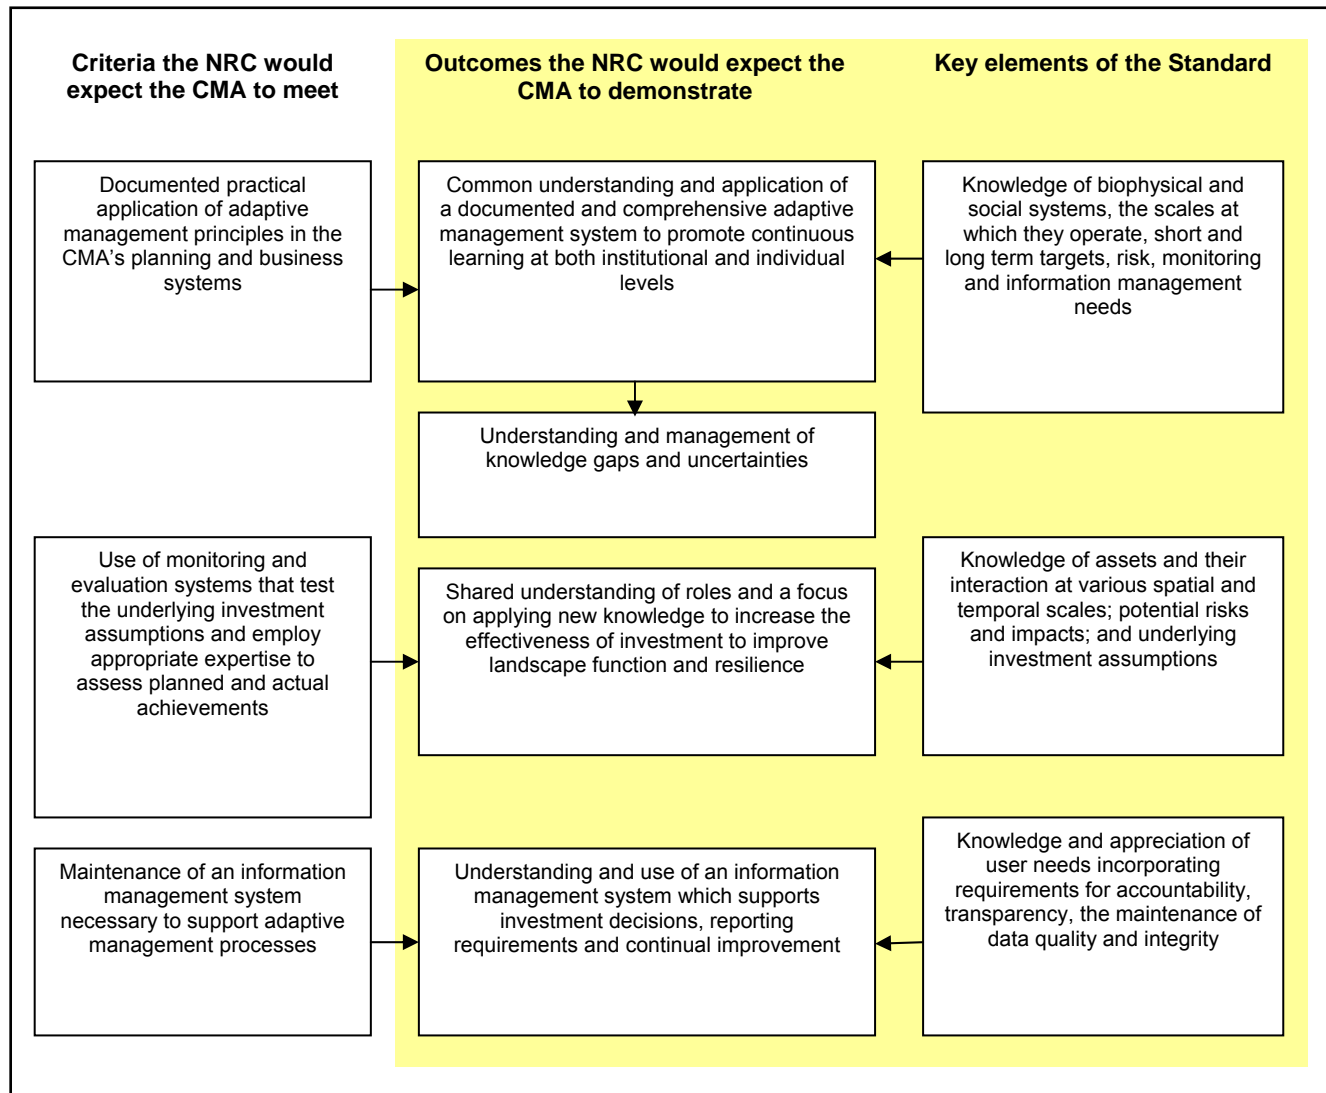 Criteria the NRC would
expect the CMA to meet
Outcomes the NRC would expect the
CMA to demonstrate
Key elements of the Standard
Documented practical
application of adaptive
management principles in the
CMA’s planning and business
systems
Common understanding and application of
a documented and comprehensive adaptive
management system to promote continuous
learning at both institutional and individual
levels
Knowledge of biophysical and
social systems, the scales at
which they operate, short and
long term targets, risk, monitoring
and information management
needs
Understanding and management of
knowledge gaps and uncertainties
Use of monitoring and
evaluation systems that test
the underlying investment
assumptions and employ
appropriate expertise to
assess planned and actual
achievements
Shared understanding of roles and a focus
on applying new knowledge to increase the
effectiveness of investment to improve
landscape function and resilience
Knowledge of assets and their
interaction at various spatial and
temporal scales; potential risks
and impacts; and underlying
investment assumptions
Maintenance of an information
management system
necessary to support adaptive
management processes
Understanding and use of an information
management system which supports
investment decisions, reporting
requirements and continual improvement
Knowledge and appreciation of
user needs incorporating
requirements for accountability,
transparency, the maintenance of
data quality and integrity